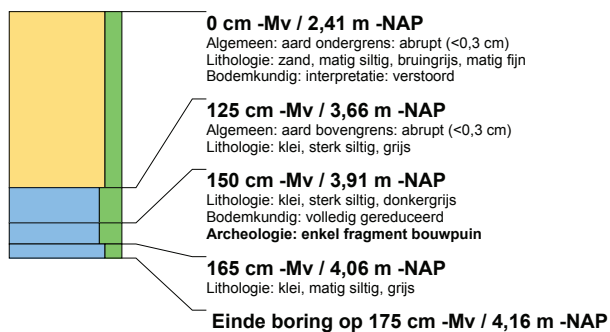 0 cm -Mv / 2,41 m -NAP
Algemeen: aard ondergrens: abrupt (<0,3 cm)
Lithologie: zand, matig siltig, bruingrijs, matig fijn
Bodemkundig: interpretatie: verstoord
125 cm -Mv / 3,66 m -NAP
Algemeen: aard bovengrens: abrupt (<0,3 cm)
Lithologie: klei, sterk siltig, grijs
150 cm -Mv / 3,91 m -NAP
Lithologie: klei, sterk siltig, donkergrijs
Bodemkundig: volledig gereduceerd
Archeologie: enkel fragment bouwpuin
165 cm -Mv / 4,06 m -NAP
Lithologie: klei, matig siltig, grijs
Einde boring op 175 cm -Mv / 4,16 m -NAP